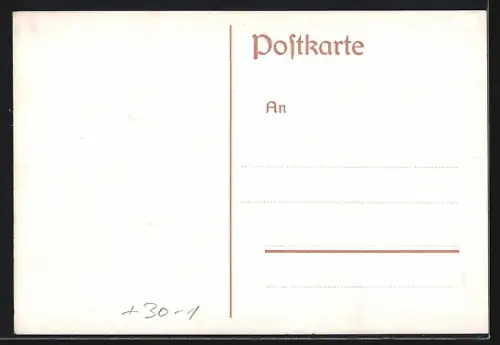 Poſtkarte
An
+30-1